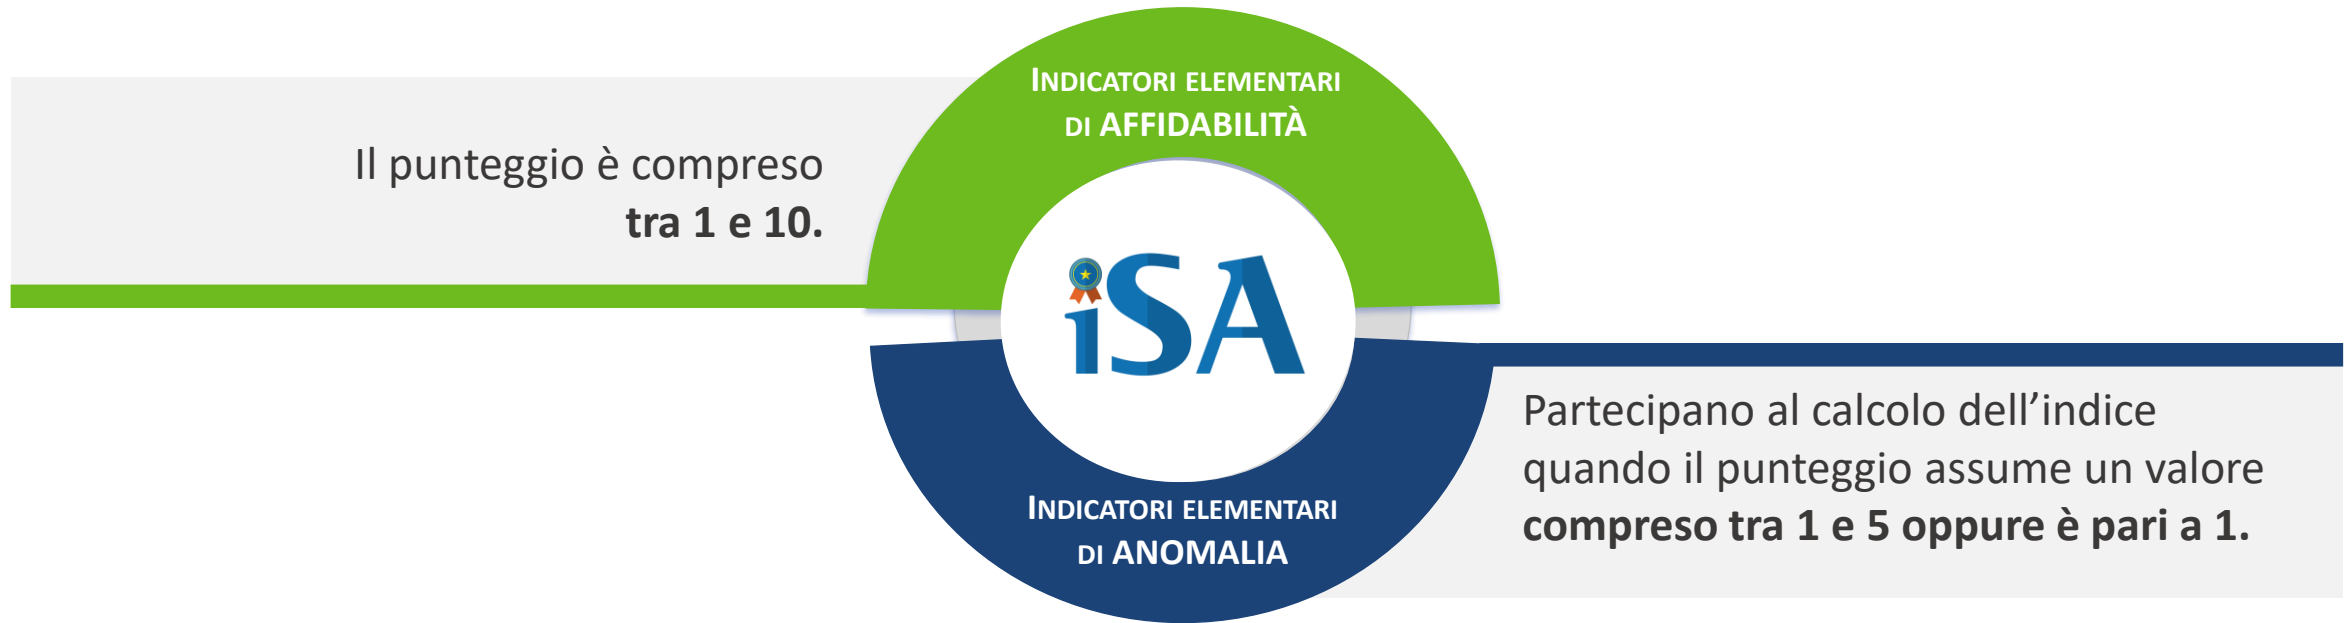 INDICATORI ELEMENTARI
DI AFFIDABILITÀ
Il punteggio è compreso
tra 1 e 10.
iSA
Partecipano al calcolo dell’indice
quando il punteggio assume un valore
compreso tra 1 e 5 oppure è pari a 1.
INDICATORI ELEMENTARI
DI ANOMALIA